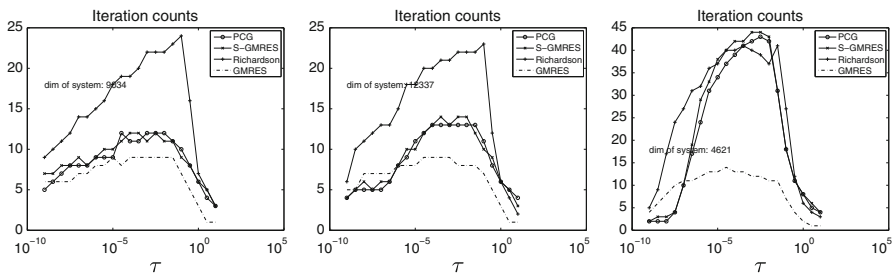 Iteration counts
25
20
15
10
5
0
10^-10
10^-5
10^0
10^5
τ
PCG
S-GMRES
Richardson
GMRES
dim of system: 9634
Iteration counts
25
20
15
10
5
0
10^-10
10^-5
10^0
10^5
τ
PCG
S-GMRES
Richardson
GMRES
dim of system: 12337
Iteration counts
45
40
35
30
25
20
15
10
5
0
10^-10
10^-5
10^0
10^5
τ
PCG
S-GMRES
Richardson
GMRES
dim of system: 4621